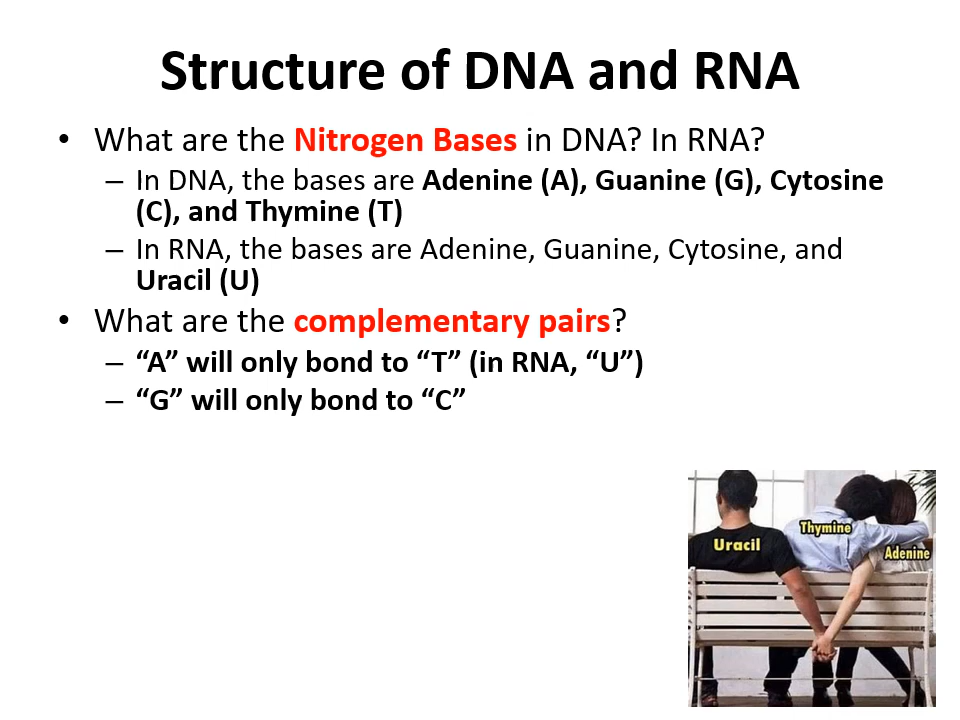 Structure of DNA and RNA
• What are the Nitrogen Bases in DNA? In RNA?
– In DNA, the bases are Adenine (A), Guanine (G), Cytosine
(C), and Thymine (T)
– In RNA, the bases are Adenine, Guanine, Cytosine, and
Uracil (U)
• What are the complementary pairs?
– “A” will only bond to “T” (in RNA, “U”)
– “G” will only bond to “C”
Uracil
Thymine
Adenine